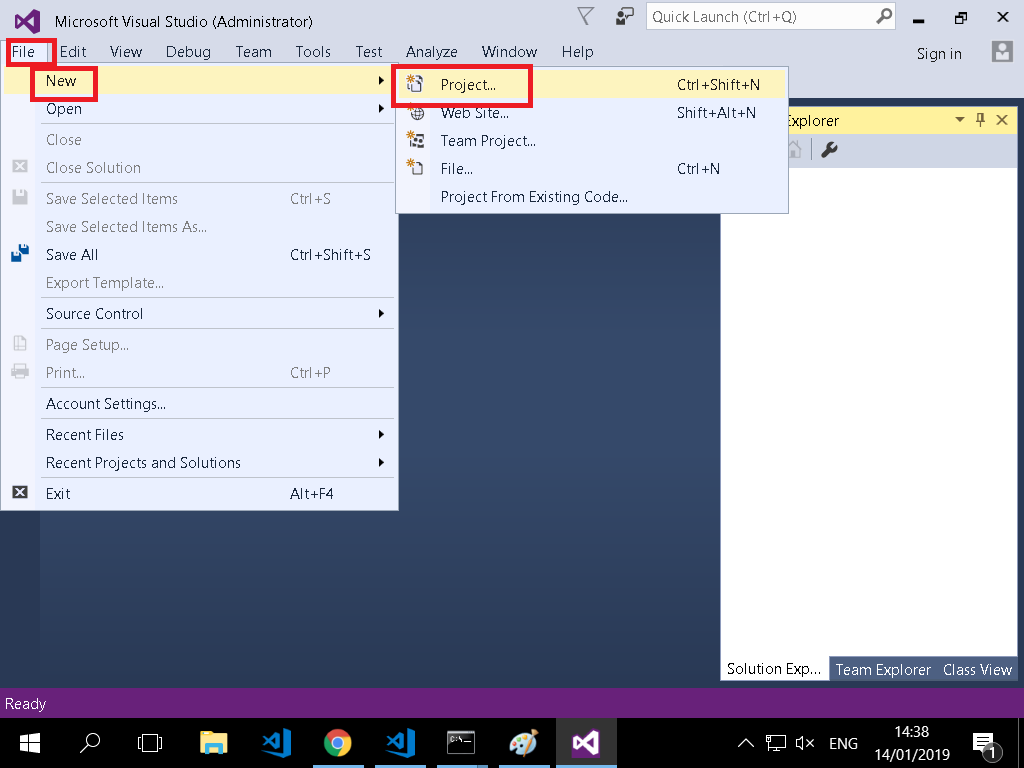 Microsoft Visual Studio (Administrator)
Quick Launch (Ctrl+Q)
File Edit View Debug Team Tools Test Analyze Window Help
Sign in
New
Open
Close
Close Solution
Save Selected Items Ctrl+S
Save Selected Items As...
Save All Ctrl+Shift+S
Export Template...
Source Control
Page Setup...
Print... Ctrl+P
Account Settings...
Recent Files
Recent Projects and Solutions
Exit Alt+F4
Project... Ctrl+Shift+N
Web Site... Shift+Alt+N
Team Project...
File... Ctrl+N
Project From Existing Code...
Explorer
Solution Exp... Team Explorer Class View
Ready
ENG
14:38
14/01/2019
1